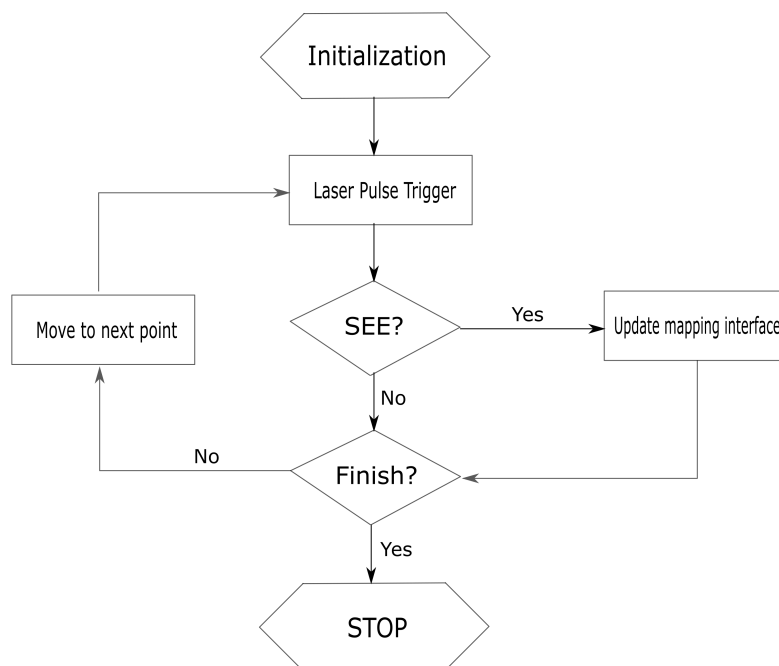 Initialization
Laser Pulse Trigger
Move to next point
SEE?
Yes
Update mapping interface
No
No
Finish?
Yes
STOP